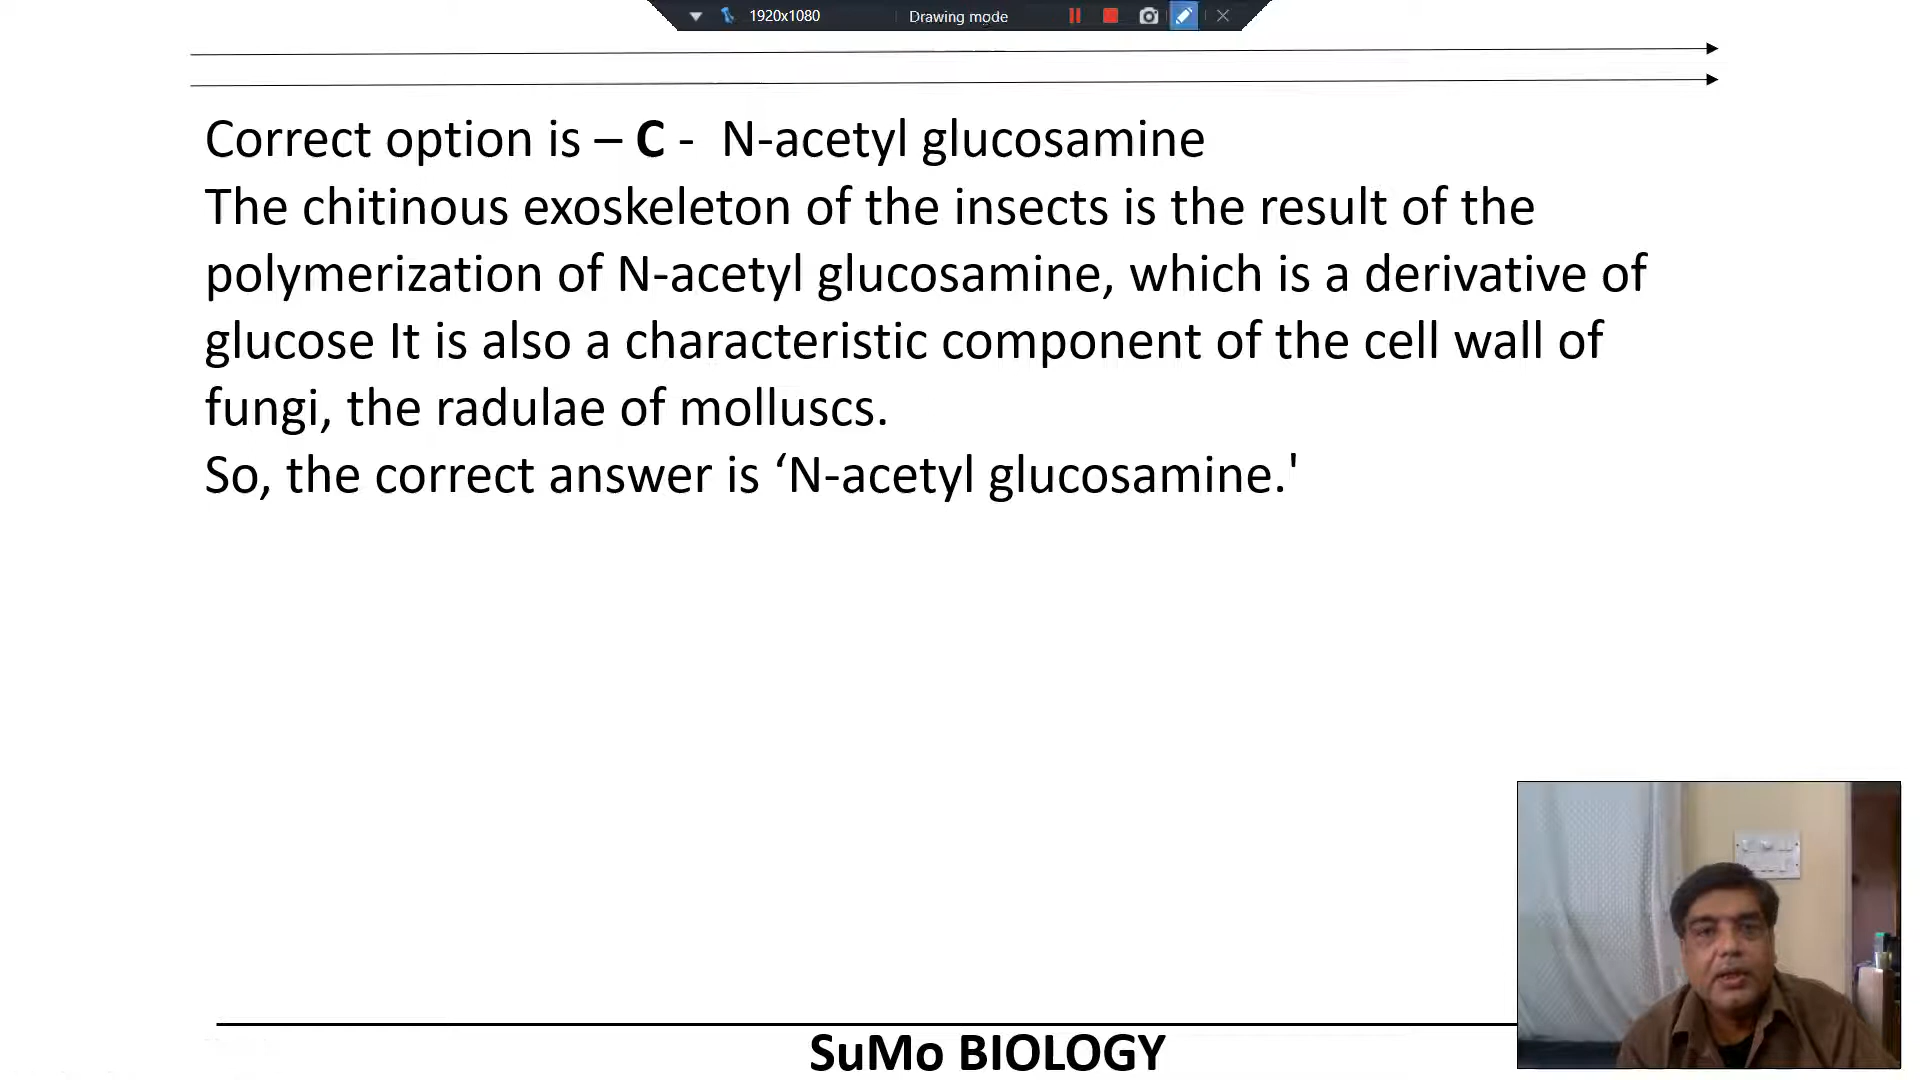 1920x1080 Drawing mode
Correct option is – C - N-acetyl glucosamine
The chitinous exoskeleton of the insects is the result of the
polymerization of N-acetyl glucosamine, which is a derivative of
glucose It is also a characteristic component of the cell wall of
fungi, the radulae of molluscs.
So, the correct answer is ‘N-acetyl glucosamine.'
SuMo BIOLOGY